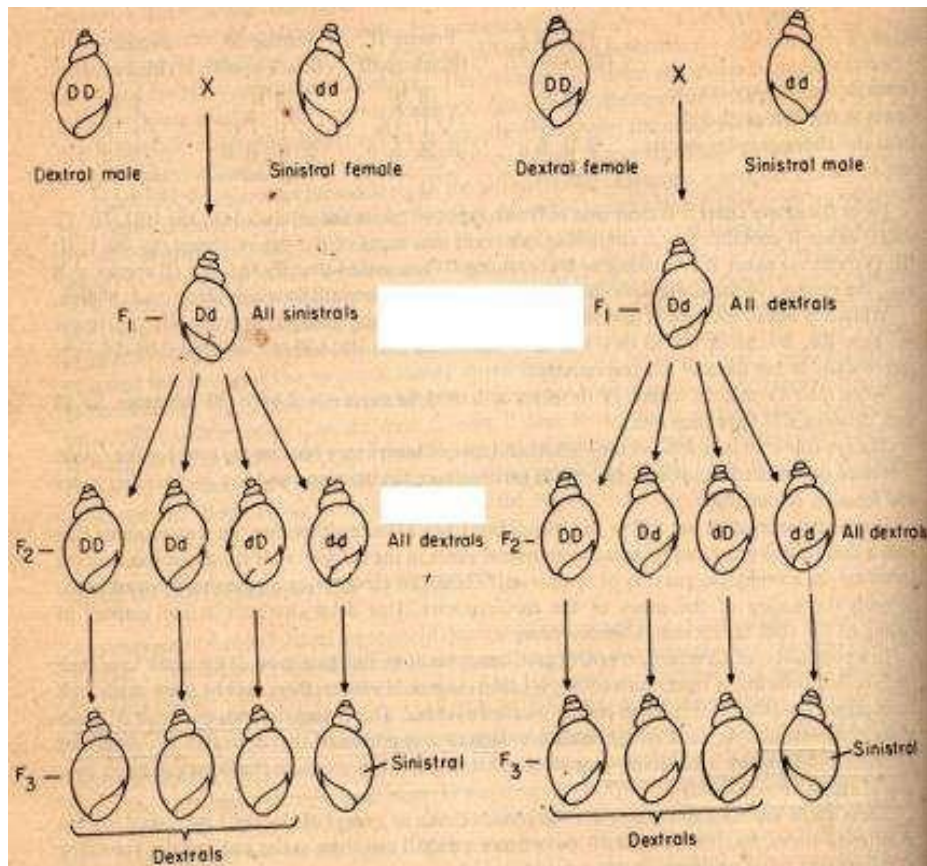 DD X dd DD X dd
Dextral male Sinistral female Dextral female Sinistral male
F1 — Dd All sinistrals F1 — Dd All dextrals
F2 — DD Dd dD dd All dextrals F2 — DD Dd dD dd All dextrals
F3 — Sinistral F3 — Sinistral
Dextrals Dextrals